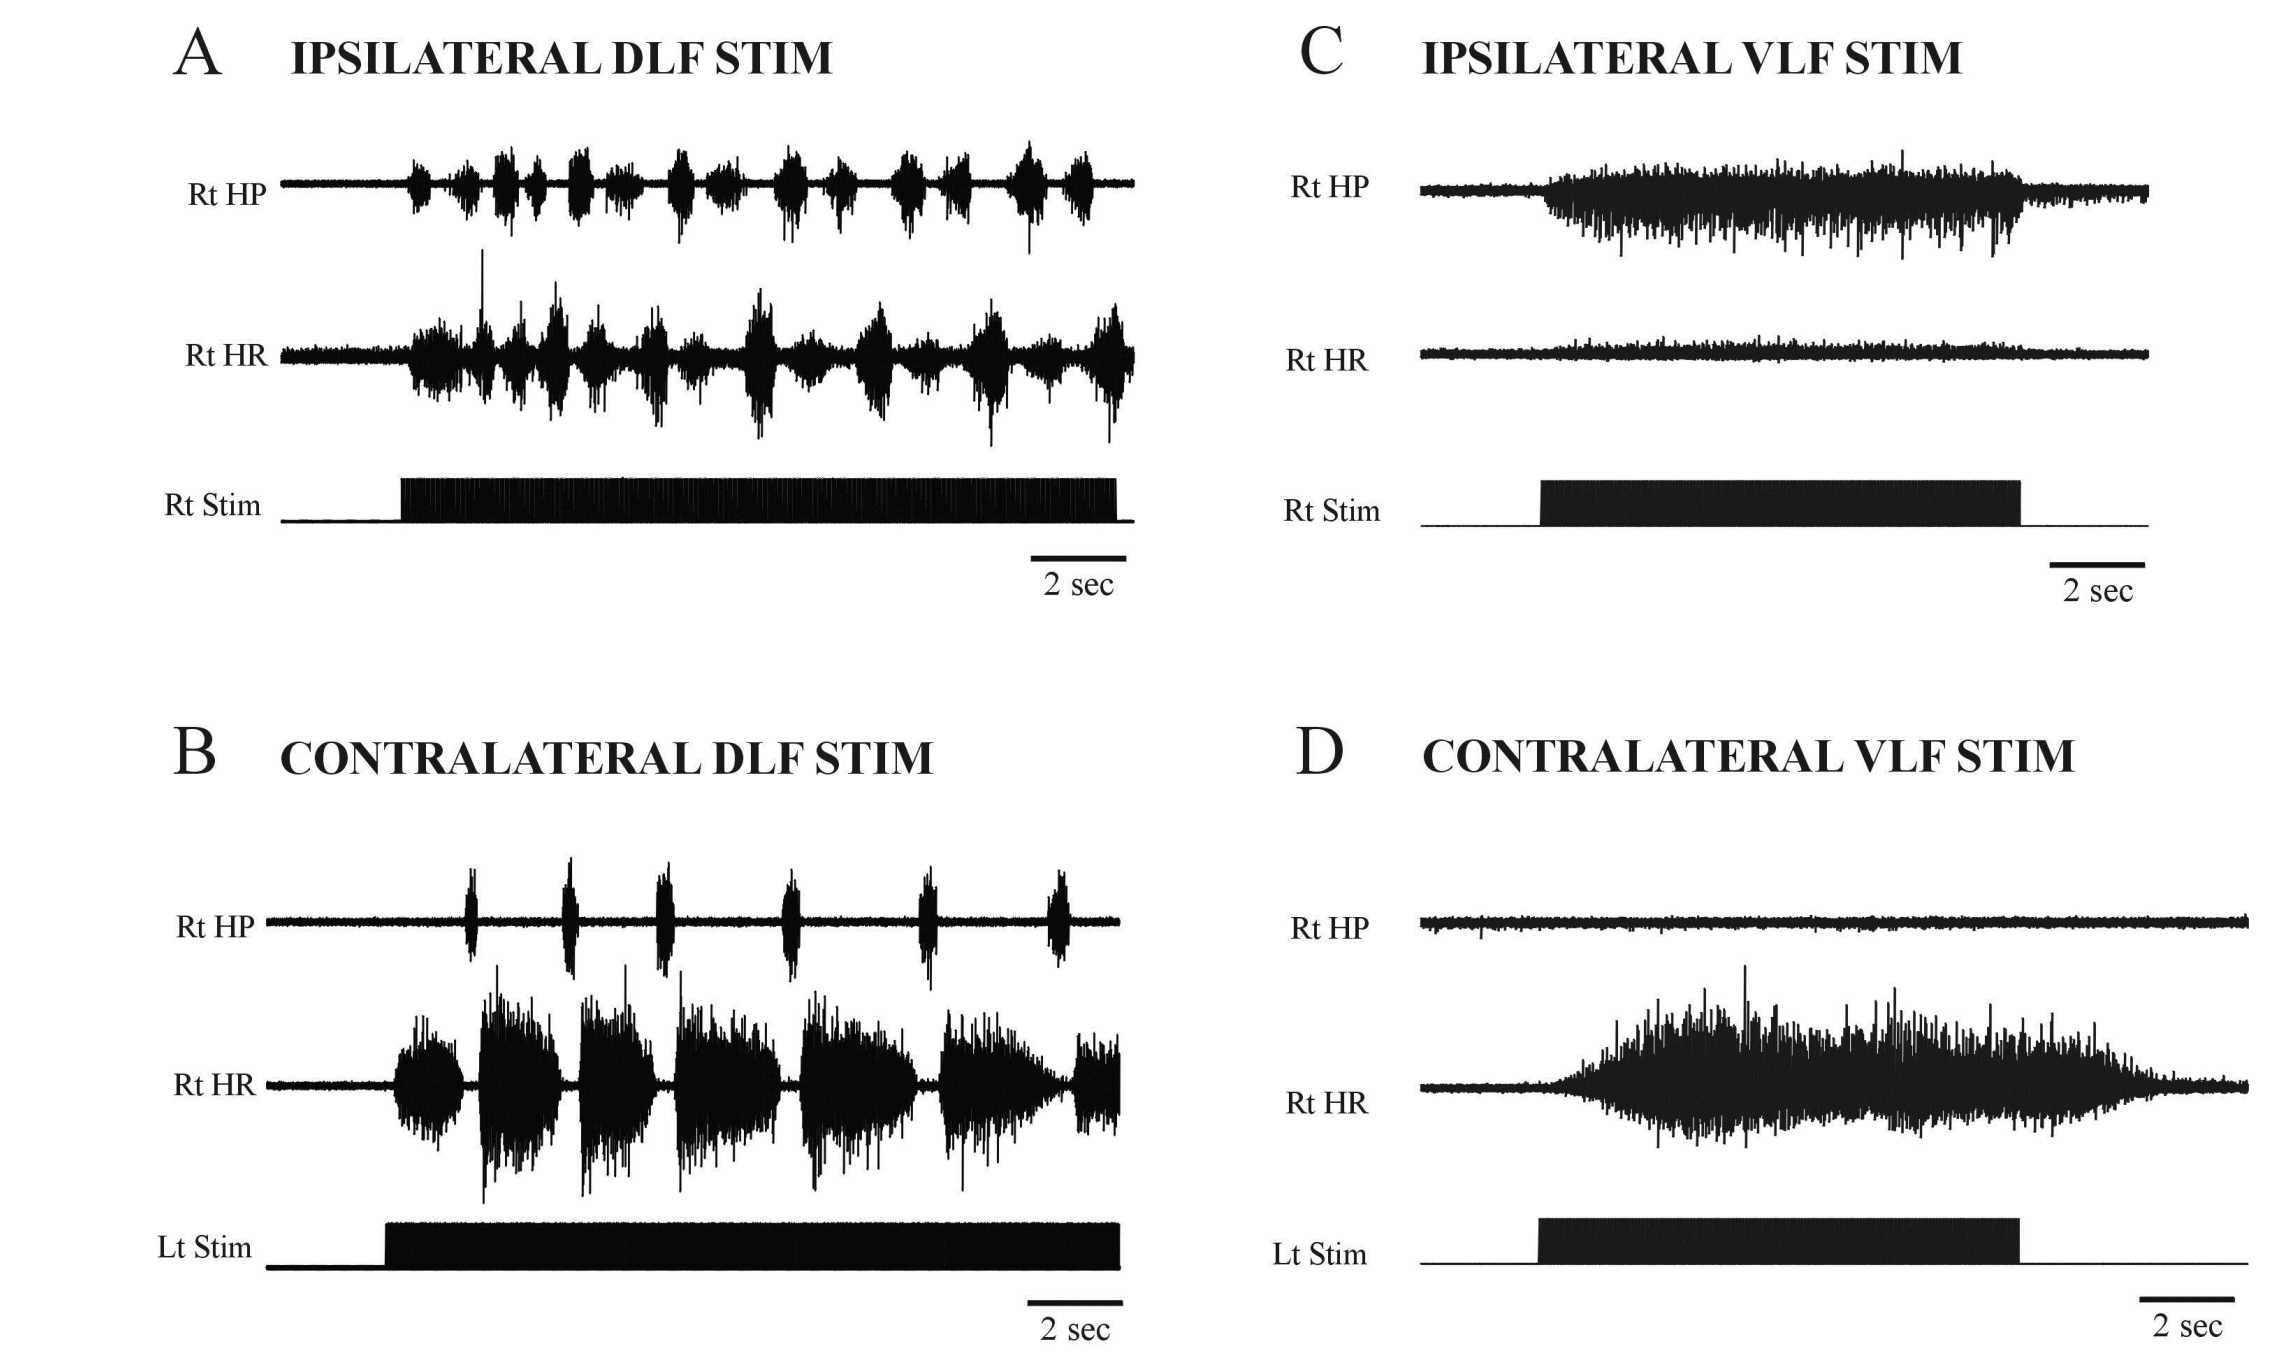 A IPSILATERAL DLF STIM
Rt HP
Rt HR
Rt Stim
2 sec
B CONTRALATERAL DLF STIM
Rt HP
Rt HR
Lt Stim
2 sec
C IPSILATERAL VLF STIM
Rt HP
Rt HR
Rt Stim
2 sec
D CONTRALATERAL VLF STIM
Rt HP
Rt HR
Lt Stim
2 sec